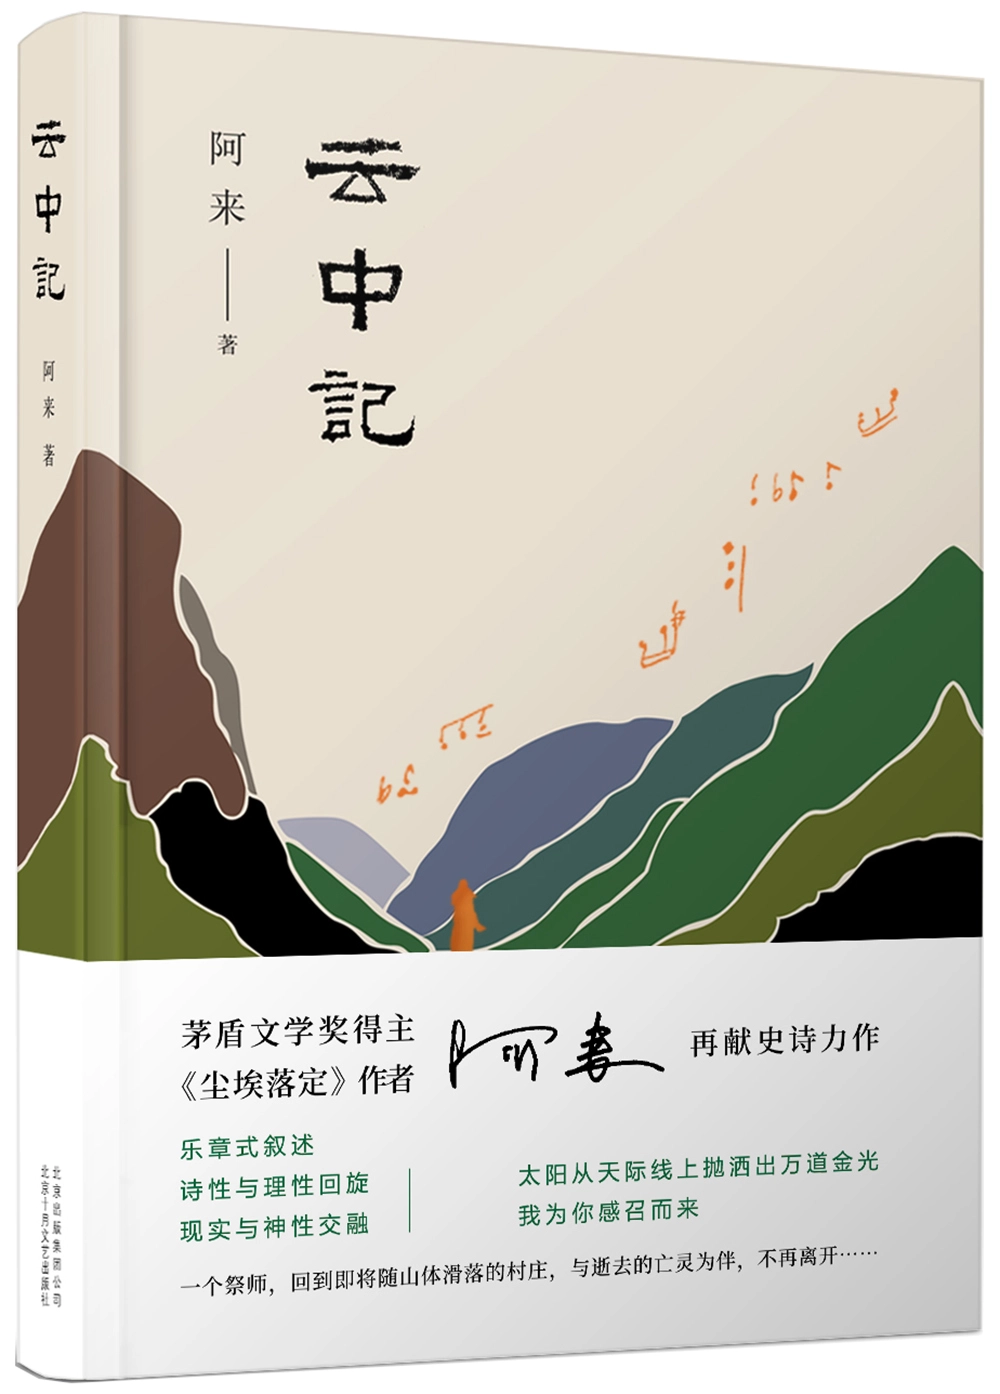 云中記
阿来 著
北京出版集团公司
北京十月文艺出版社
云中記
阿来——著
茅盾文学奖得主
《尘埃落定》作者
阿来
再献史诗力作
乐章式叙述
诗性与理性回旋
现实与神性交融
太阳从天际线上抛洒出万道金光
我为你感召而来
一个祭师，回到即将随山体滑落的村庄，与逝去的亡灵为伴，不再离开……